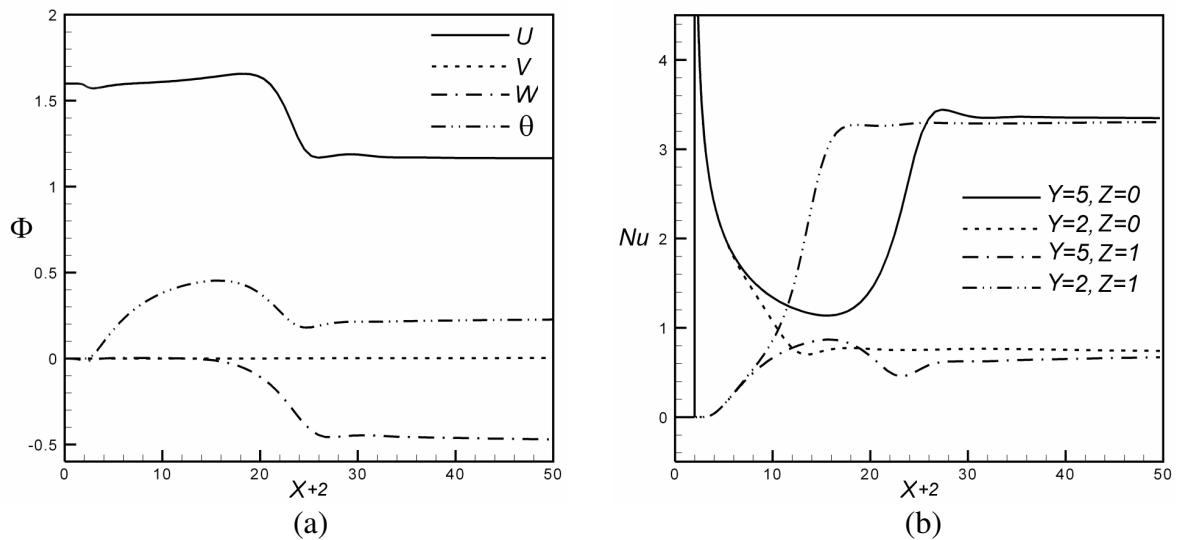 2
1.5
1
0.5
0
-0.5
Φ
U
V
W
θ
0 10 20 30 40 50
X+2
(a)
4
3
2
1
0
Nu
Y=5, Z=0
Y=2, Z=0
Y=5, Z=1
Y=2, Z=1
0 10 20 30 40 50
X+2
(b)